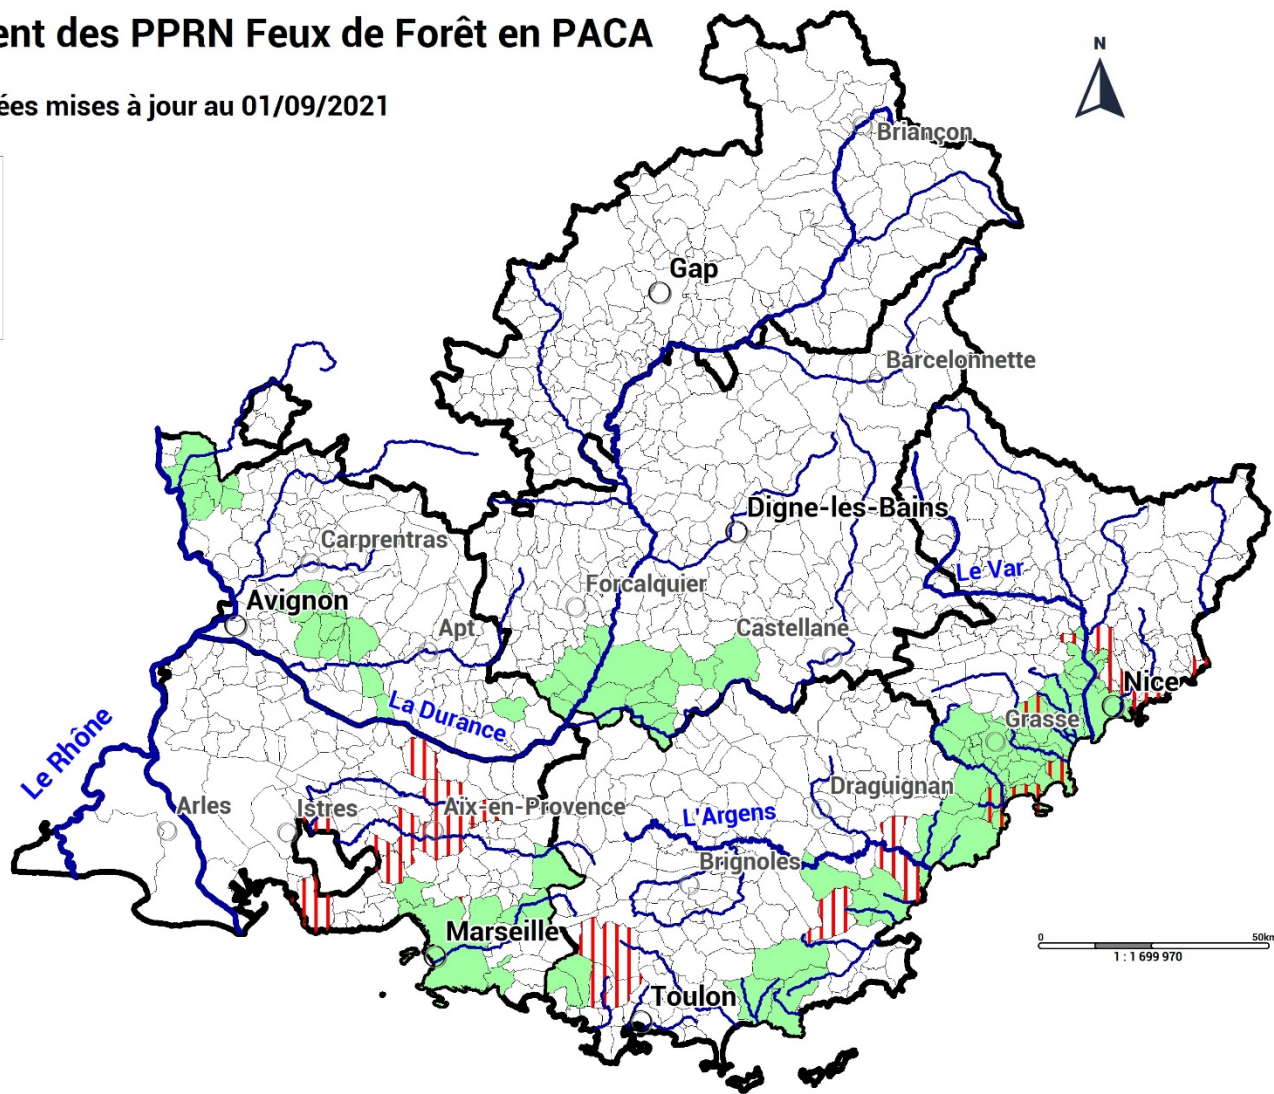 ent des PPRN Feux de Forêt en PACA
ées mises à jour au 01/09/2021
N
Briançon
Gap
Barcelonnette
Digne-les-Bains
Carprentras
Le Var
Forcalquier
Avignon
Apt
Castellane
Nice
La Durance
Grasse
Le Rhône
Draguignan
Arles
Istres
Aix-en-Provence
L'Argens
Brignoles
Marseille
0 50km
1 : 1 699 970
Toulon